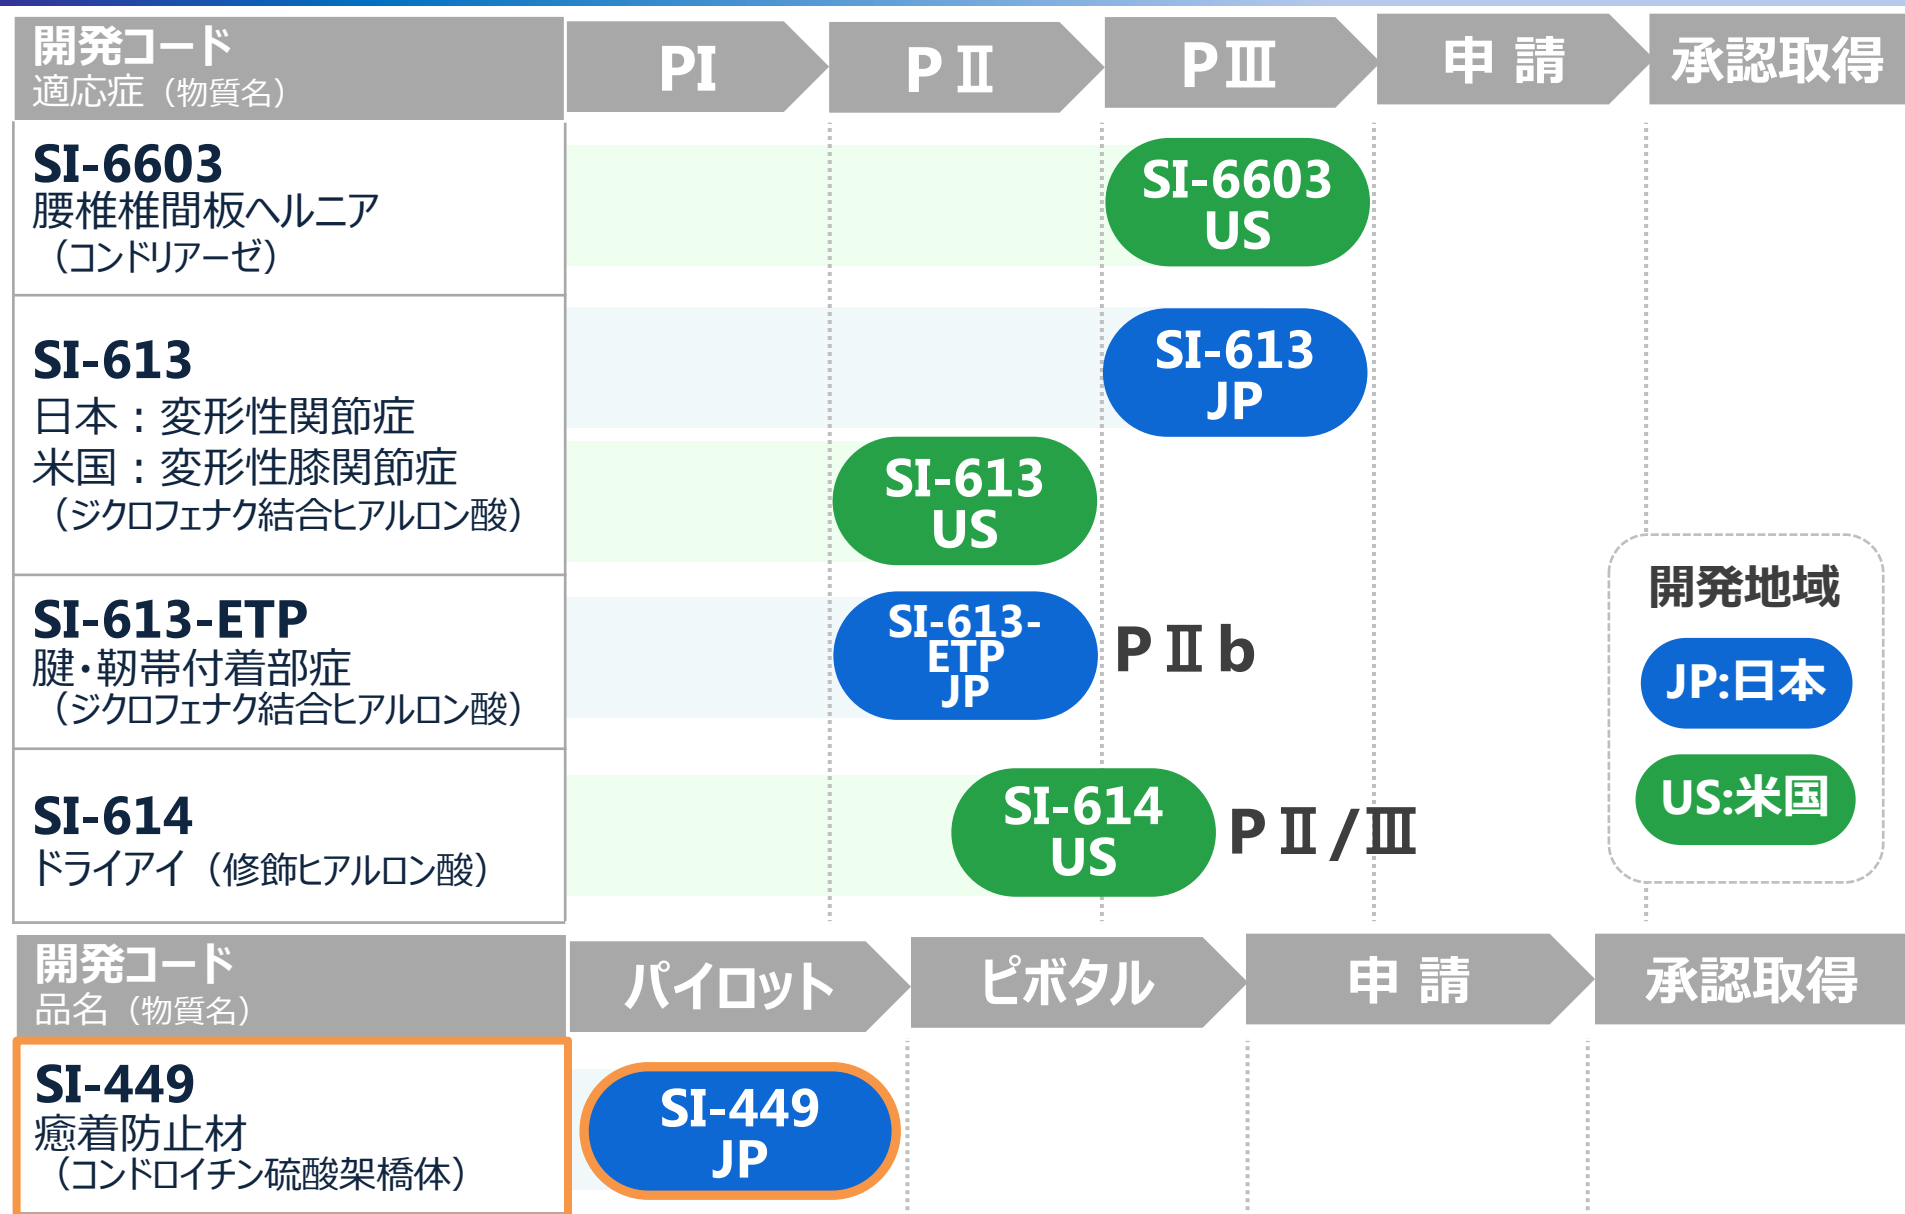 開発コード
適応症（物質名）
PⅠ
PⅡ
PⅢ
申 請
承認取得
SI-6603
腰椎椎間板ヘルニア
（コンドリアーゼ）
SI-6603
US
SI-613
日本：変形性関節症
米国：変形性膝関節症
（ジクロフェナク結合ヒアルロン酸）
SI-613
JP
SI-613
US
SI-613-ETP
腱・靭帯付着部症
（ジクロフェナク結合ヒアルロン酸）
SI-613-
ETP
JP
PⅡb
SI-614
ドライアイ（修飾ヒアルロン酸）
SI-614
US
PⅡ/Ⅲ
開発地域
JP:日本
US:米国
開発コード
品名（物質名）
パイロット
ピボタル
申 請
承認取得
SI-449
癒着防止材
（コンドロイチン硫酸架橋体）
SI-449
JP